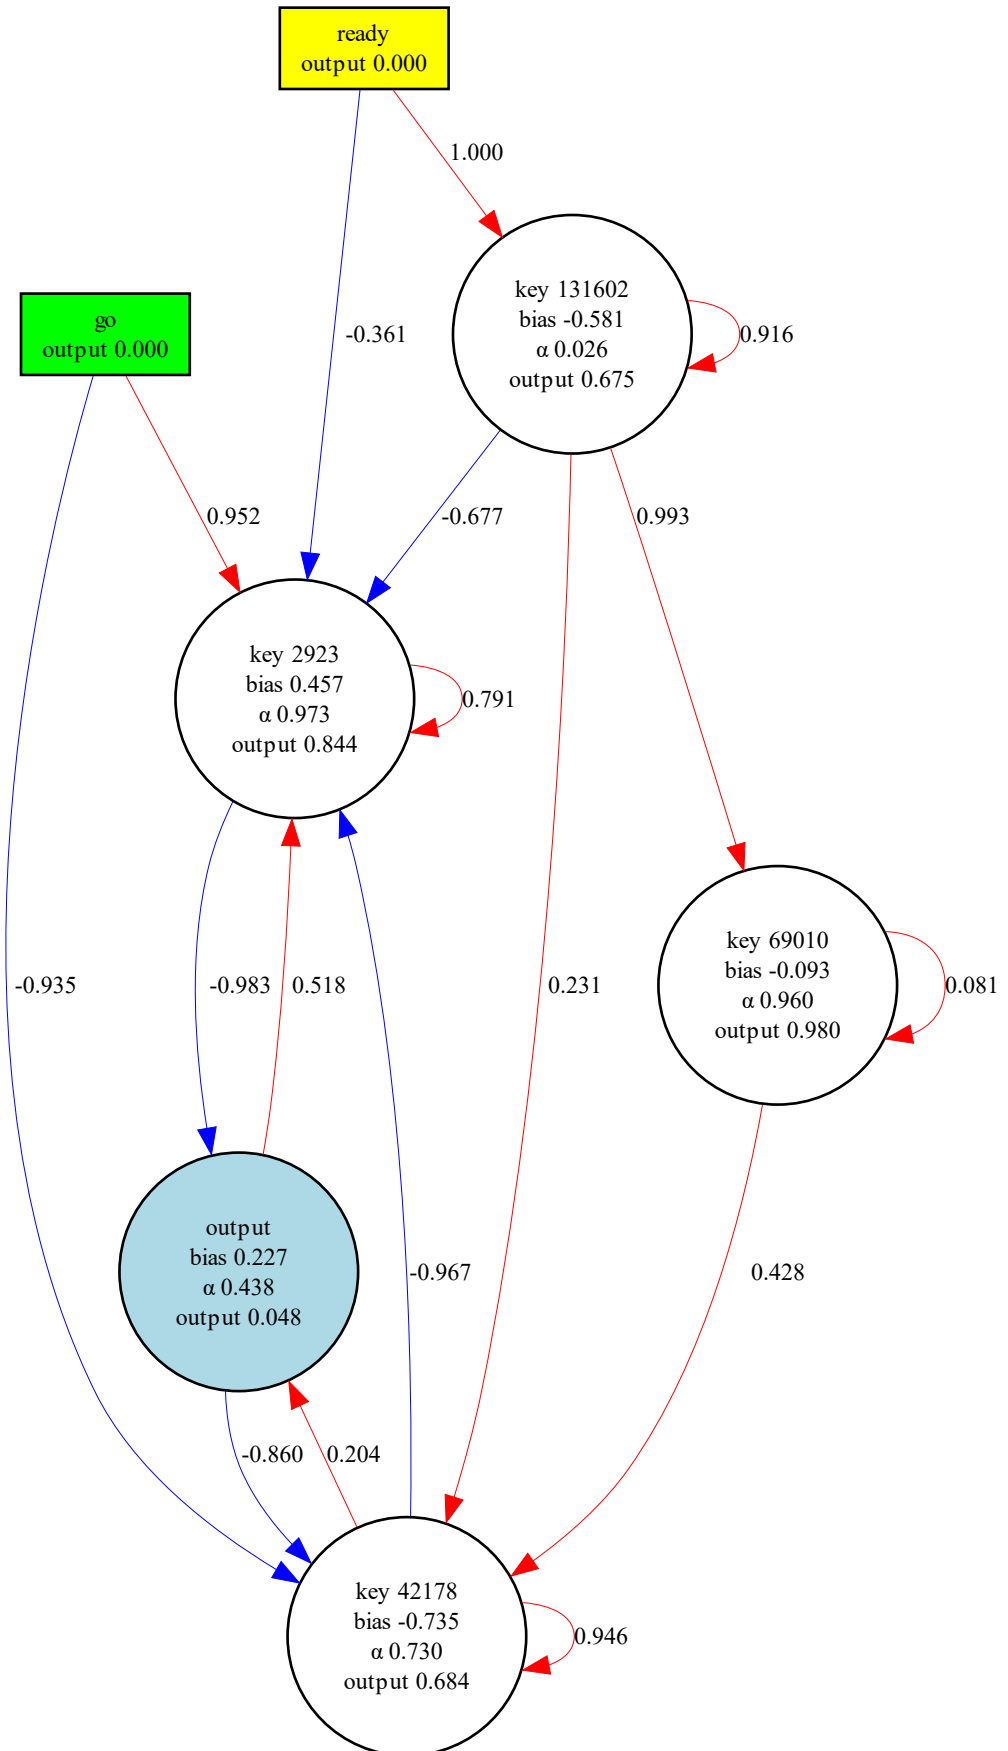 ready
output 0.000
1.000
key 131602
bias -0.581
α 0.026
output 0.675
0.916
-0.361
go
output 0.000
0.952
-0.677
0.993
key 2923
bias 0.457
α 0.973
output 0.844
0.791
key 69010
bias -0.093
α 0.960
output 0.980
0.081
-0.935
-0.983
0.518
0.231
output
bias 0.227
α 0.438
output 0.048
-0.967
0.428
-0.860
0.204
key 42178
bias -0.735
α 0.730
output 0.684
0.946